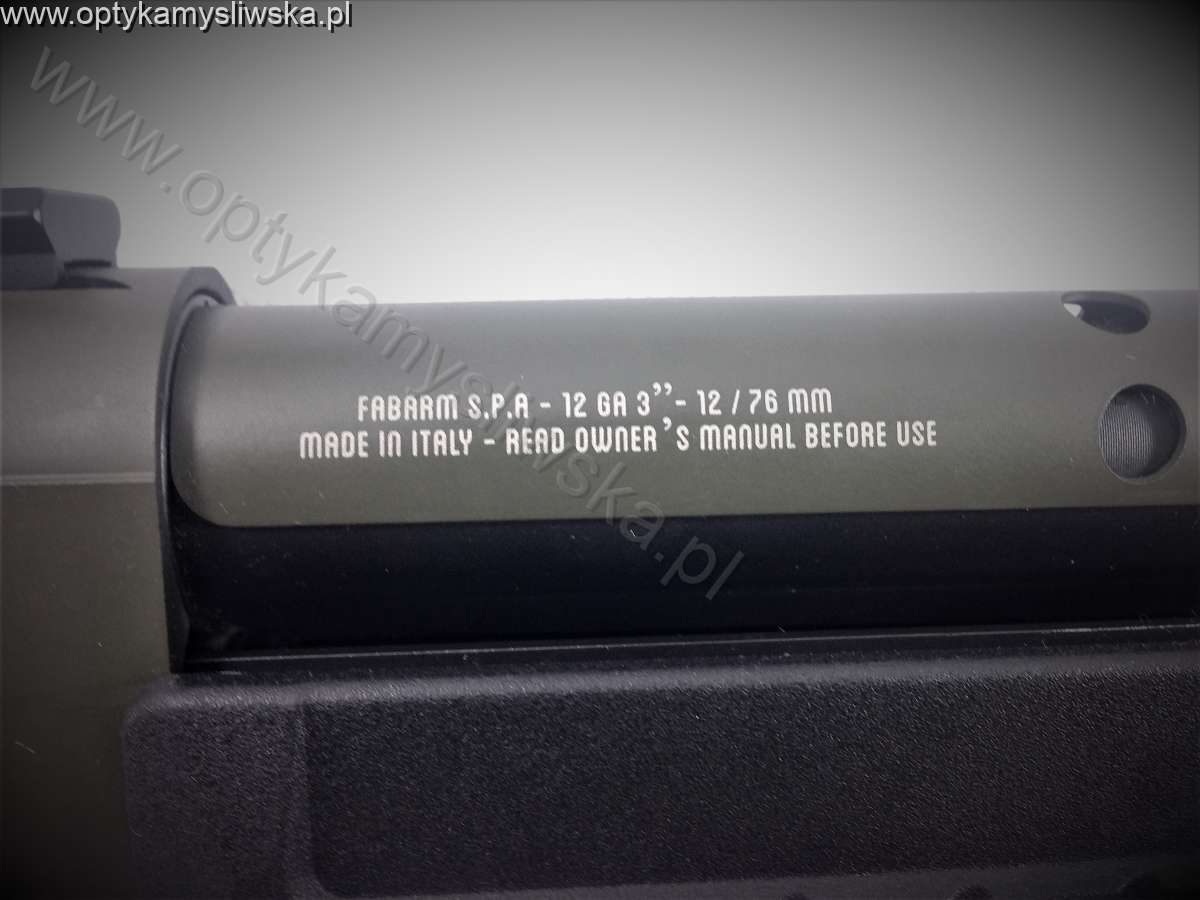 www.optykamysliwska.pl
www.optykamysliwska.pl
FABARM S.P.A - 12 GA 3” - 12 / 76 MM
MADE IN ITALY - READ OWNER’S MANUAL BEFORE USE